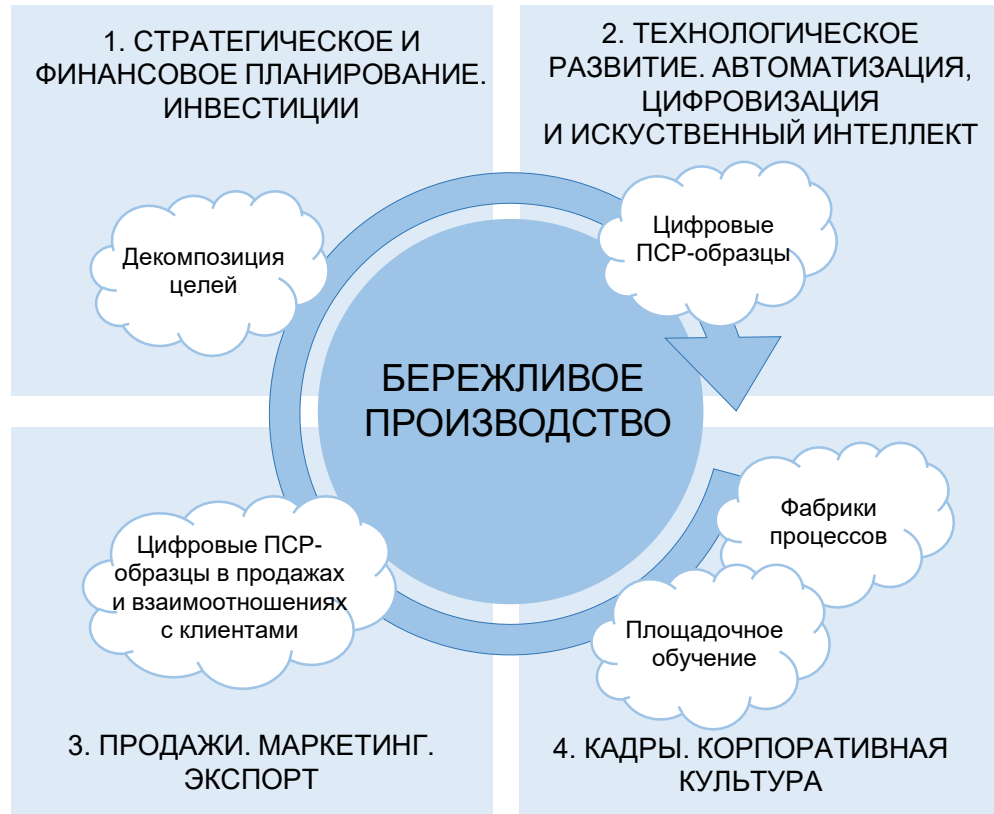 1. СТРАТЕГИЧЕСКОЕ И
ФИНАНСОВОЕ ПЛАНИРОВАНИЕ.
ИНВЕСТИЦИИ
2. ТЕХНОЛОГИЧЕСКОЕ
РАЗВИТИЕ. АВТОМАТИЗАЦИЯ,
ЦИФРОВИЗАЦИЯ
И ИСКУСТВЕННЫЙ ИНТЕЛЛЕКТ
Декомпозиция
целей
Цифровые
ПСР-образцы
БЕРЕЖЛИВОЕ
ПРОИЗВОДСТВО
Цифровые ПСР-
образцы в продажах
и взаимоотношениях
с клиентами
Фабрики
процессов
Площадочное
обучение
3. ПРОДАЖИ. МАРКЕТИНГ.
ЭКСПОРТ
4. КАДРЫ. КОРПОРАТИВНАЯ
КУЛЬТУРА